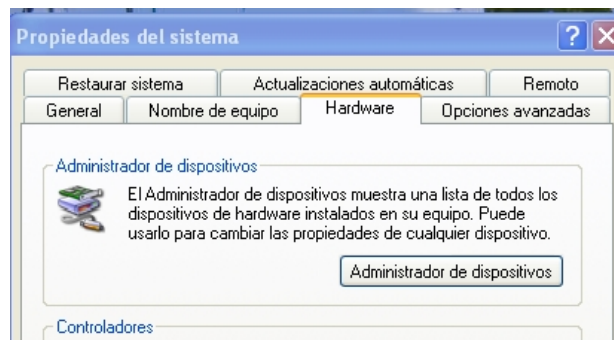 Propiedades del sistema
Restaurar sistema Actualizaciones automáticas Remoto
General Nombre de equipo Hardware Opciones avanzadas
Administrador de dispositivos
El Administrador de dispositivos muestra una lista de todos los
dispositivos de hardware instalados en su equipo. Puede
usarlo para cambiar las propiedades de cualquier dispositivo.
Administrador de dispositivos
Controladores